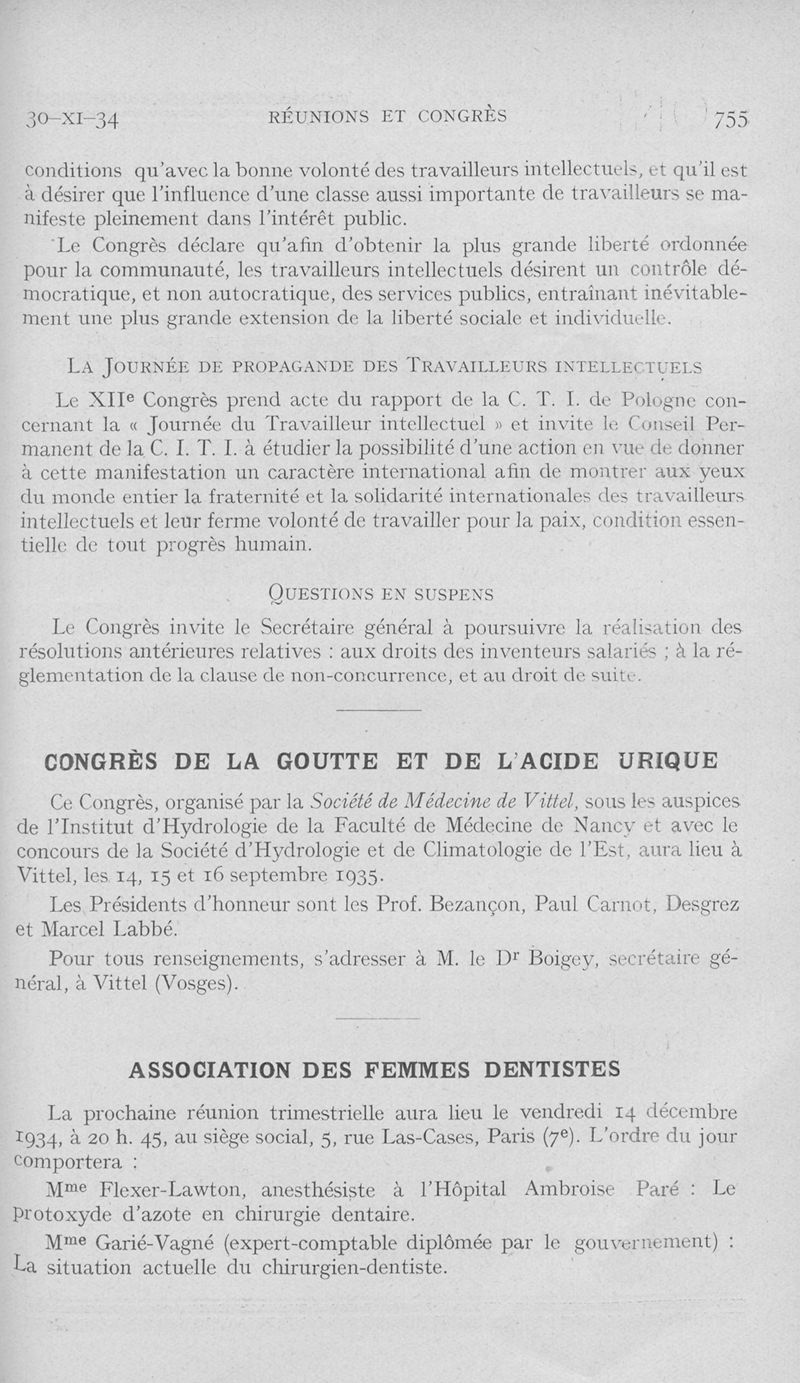 30-XI-34 RÉUNIONS ET CONGRÈS 755
conditions qu'avec la bonne volonté des travailleurs intellectuels, et qu'il est
à désirer que l'influence d'une classe aussi importante de travailleurs se ma-
nifeste pleinement dans l'intérêt public.
Le Congrès déclare qu'afin d'obtenir la plus grande liberté ordonnée
pour la communauté, les travailleurs intellectuels désirent un contrôle dé-
mocratique, et non autocratique, des services publics, entraînant inévitable-
ment une plus grande extension de la liberté sociale et individuelle.
LA JOURNÉE DE PROPAGANDE DES TRAVAILLEURS INTELLECTUELS
Le XIIe Congrès prend acte du rapport de la C. T. I. de Pologne con-
cernant la « Journée du Travailleur intellectuel » et invite le Conseil Per-
manent de la C. I. T. I. à étudier la possibilité d'une action en vue de donner
à cette manifestation un caractère international afin de montrer aux yeux
du monde entier la fraternité et la solidarité internationales des travailleurs
intellectuels et leur ferme volonté de travailler pour la paix, condition essen-
tielle de tout progrès humain.
QUESTIONS EN SUSPENS
Le Congrès invite le Secrétaire général à poursuivre la réalisation des
résolutions antérieures relatives : aux droits des inventeurs salariés ; à la ré-
glementation de la clause de non-concurrence, et au droit de suite.
CONGRÈS DE LA GOUTTE ET DE L'ACIDE URIQUE
Ce Congrès, organisé par la Société de Médecine de Vittel, sous les auspices
de l'Institut d'Hydrologie de la Faculté de Médecine de Nancy et avec le
concours de la Société d'Hydrologie et de Climatologie de l'Est, aura lieu à
Vittel, les 14, 15 et 16 septembre 1935.
Les Présidents d'honneur sont les Prof. Bezançon, Paul Carnot, Desgrez
et Marcel Labbé.
Pour tous renseignements, s'adresser à M. le Dr Boigey, secrétaire gé-
néral, à Vittel (Vosges).
ASSOCIATION DES FEMMES DENTISTES
La prochaine réunion trimestrielle aura lieu le vendredi 14 décembre
1934, à 20 h. 45, au siège social, 5, rue Las-Cases, Paris (7e). L'ordre du jour
comportera :
Mme Flexer-Lawton, anesthésiste à l'Hôpital Ambroise Paré : Le
protoxyde d'azote en chirurgie dentaire.
Mme Garié-Vagné (expert-comptable diplômée par le gouvernement) :
La situation actuelle du chirurgien-dentiste.